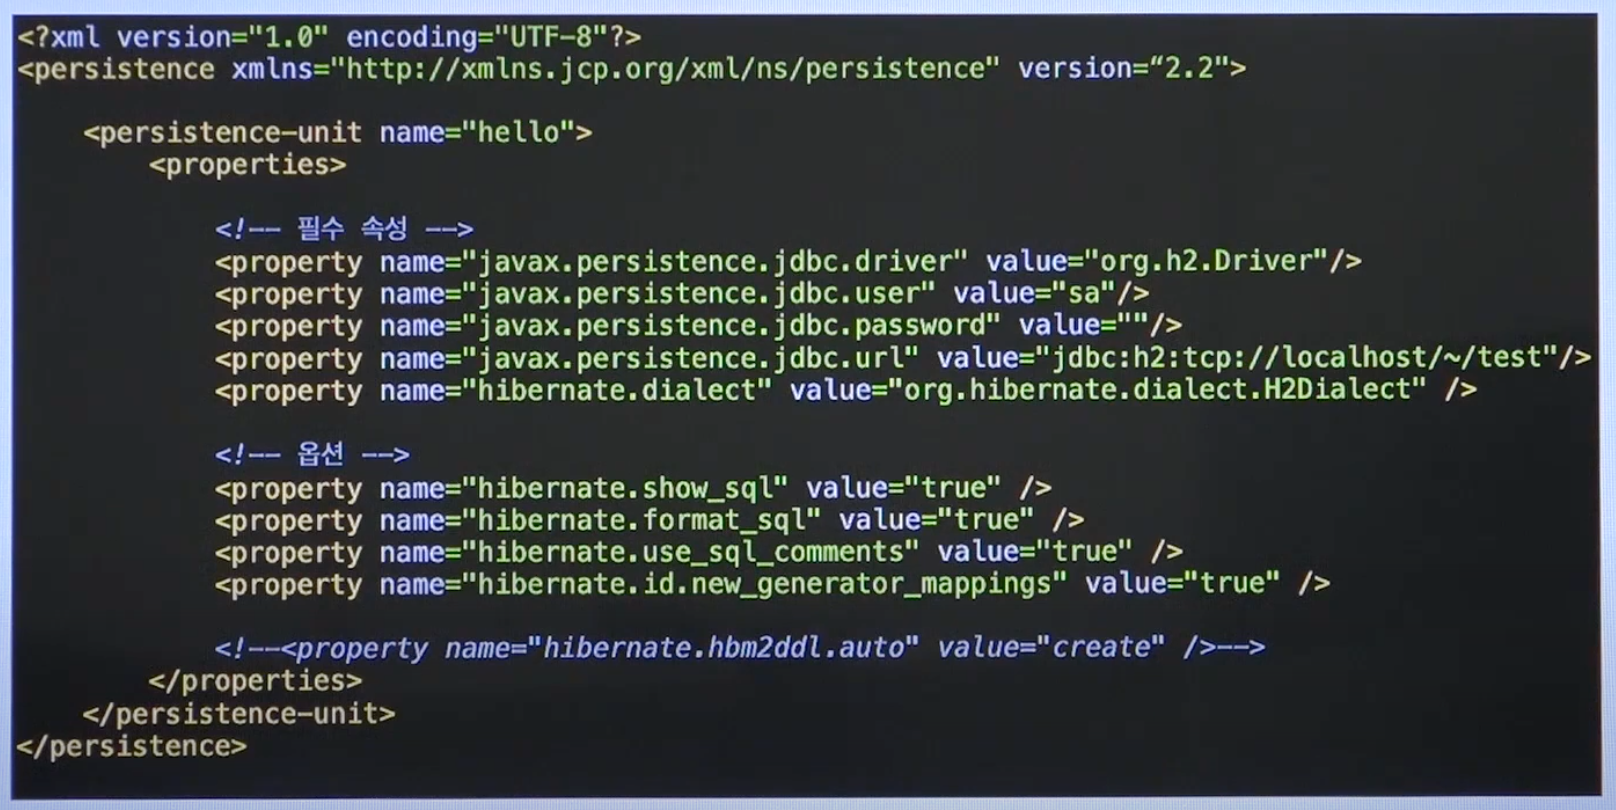 <?xml version="1.0" encoding="UTF-8"?>
<persistence xmlns="http://xmlns.jcp.org/xml/ns/persistence" version=“2.2">
<persistence-unit name="hello">
<properties>
<!-- 필수 속성 -->
<property name="javax.persistence.jdbc.driver" value="org.h2.Driver"/>
<property name="javax.persistence.jdbc.user" value="sa"/>
<property name="javax.persistence.jdbc.password" value=""/>
<property name="javax.persistence.jdbc.url" value="jdbc:h2:tcp://localhost/~/test"/>
<property name="hibernate.dialect" value="org.hibernate.dialect.H2Dialect" />
<!-- 옵션 -->
<property name="hibernate.show_sql" value="true" />
<property name="hibernate.format_sql" value="true" />
<property name="hibernate.use_sql_comments" value="true" />
<property name="hibernate.id.new_generator_mappings" value="true" />
<!--<property name="hibernate.hbm2ddl.auto" value="create" />-->
</properties>
</persistence-unit>
</persistence>